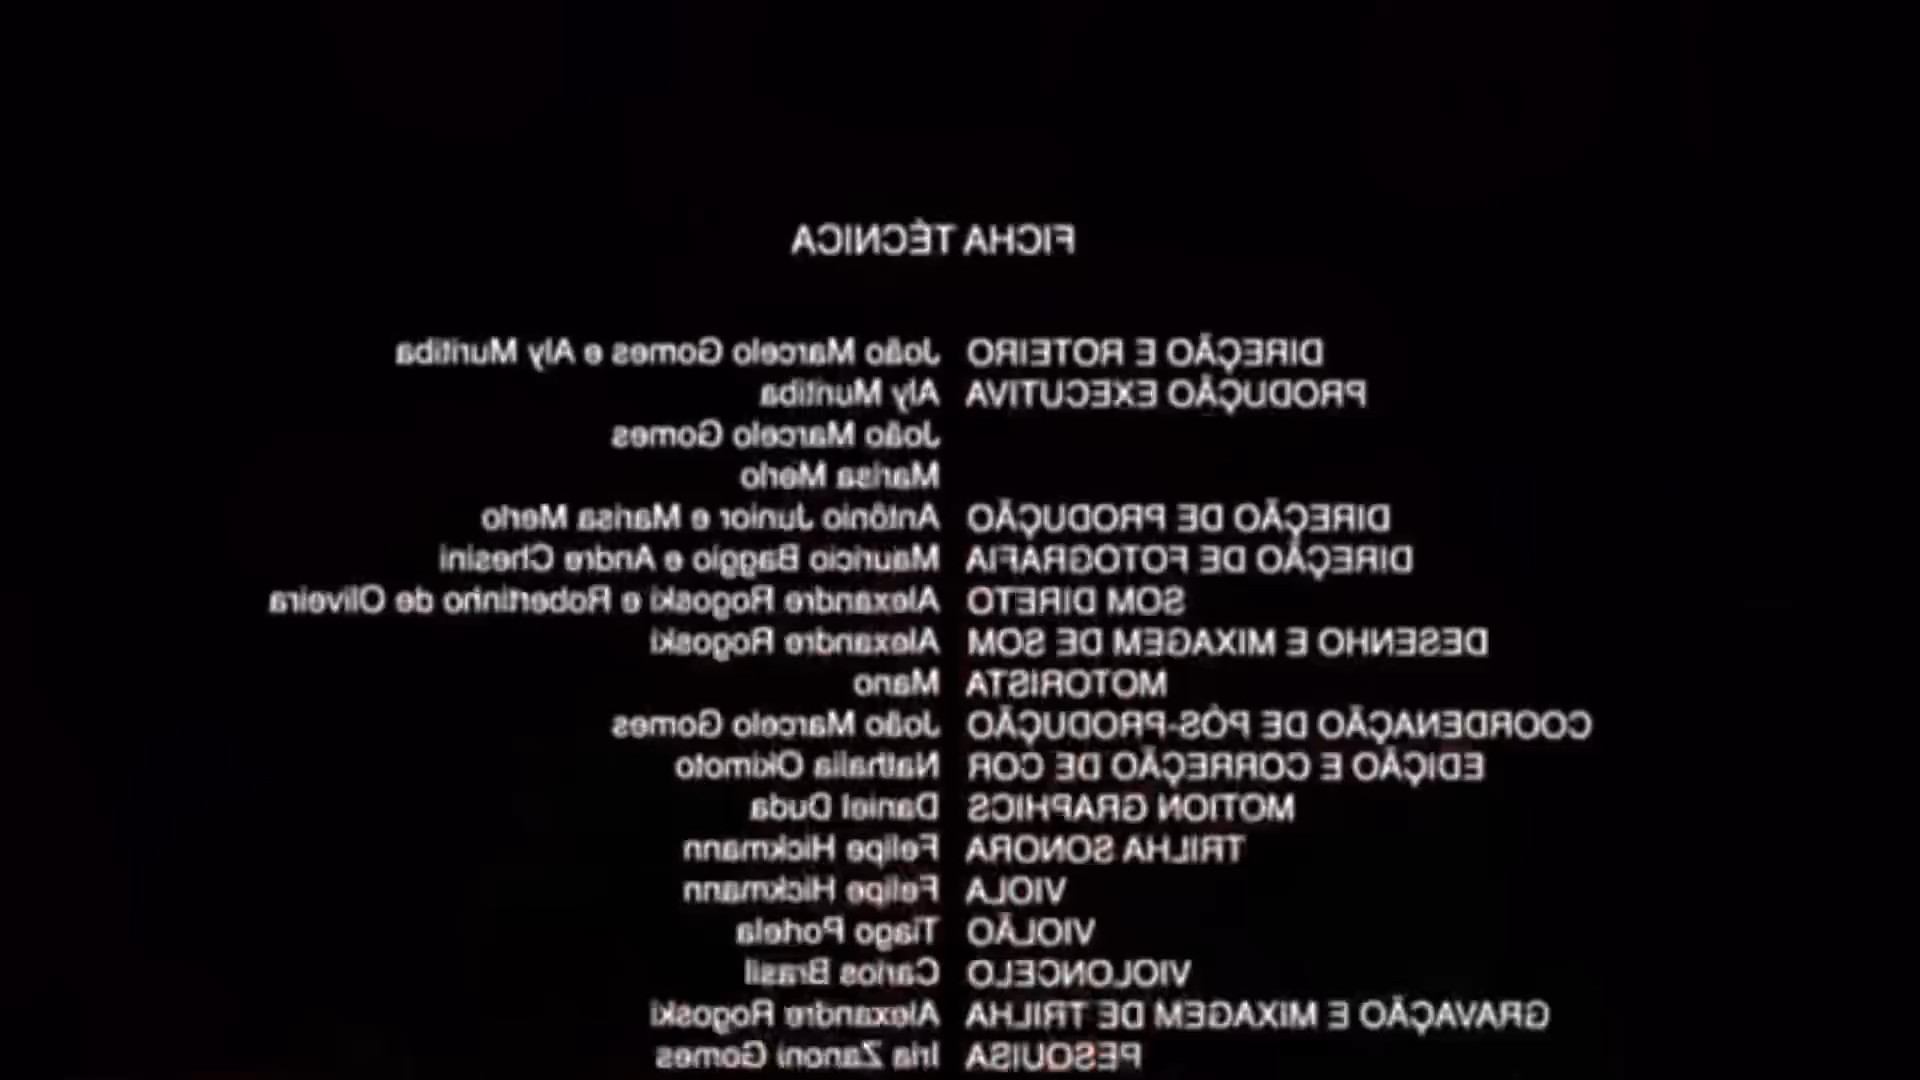 FICHA TÉCNICA
DIREÇÃO E ROTEIRO João Marcelo Gomes e Aly Muritiba
PRODUÇÃO EXECUTIVA Aly Muritiba
João Marcelo Gomes
Marisa Merlo
DIREÇÃO DE PRODUÇÃO Antônio Junior e Marisa Merlo
DIREÇÃO DE FOTOGRAFIA Mauricio Baggio e Andre Chesini
SOM DIRETO Alexandre Rogoski e Robertinho de Oliveira
DESENHO E MIXAGEM DE SOM Alexandre Rogoski
MOTORISTA Mano
COORDENAÇÃO DE PÓS-PRODUÇÃO João Marcelo Gomes
EDIÇÃO E CORREÇÃO DE COR Nathalia Okimoto
MOTION GRAPHICS Daniel Duda
TRILHA SONORA Felipe Hickmann
VIOLA Felipe Hickmann
VIOLÃO Tiago Portela
VIOLONCELO Carlos Brasil
GRAVAÇÃO E MIXAGEM DE TRILHA Alexandre Rogoski
PESQUISA Iria Zanoni Gomes